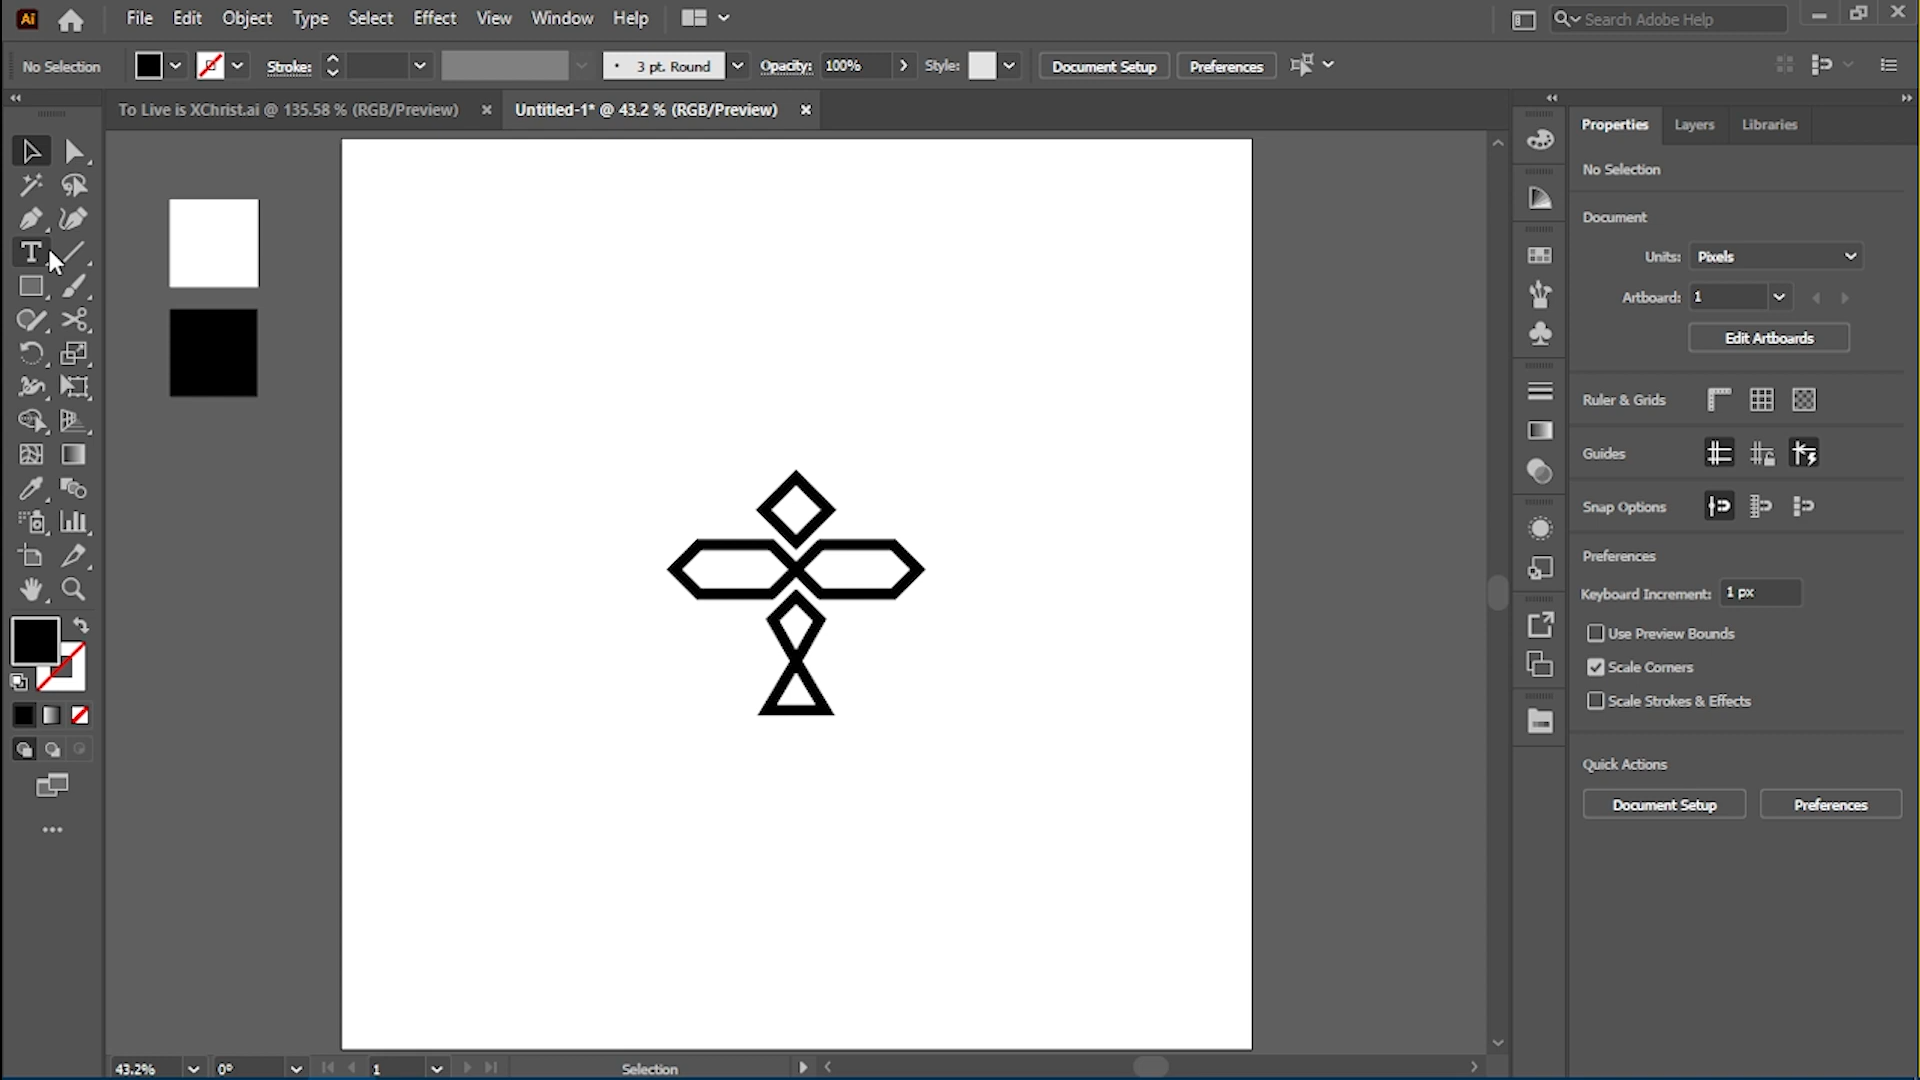 Ai File Edit Object Type Select Effect View Window Help Search Adobe Help
No Selection Stroke: 3 pt. Round Opacity: 100% Style: Document Setup Preferences
To Live is XChrist.ai @ 135.58 % (RGB/Preview) Untitled-1* @ 43.2 % (RGB/Preview)
Properties Layers Libraries
No Selection
Document
Units: Pixels
Artboard: 1
Edit Artboards
Ruler & Grids
Guides
Snap Options
Preferences
Keyboard Increment: 1 px
Use Preview Bounds
Scale Corners
Scale Strokes & Effects
Quick Actions
Document Setup Preferences
43.2% 0° 1 Selection